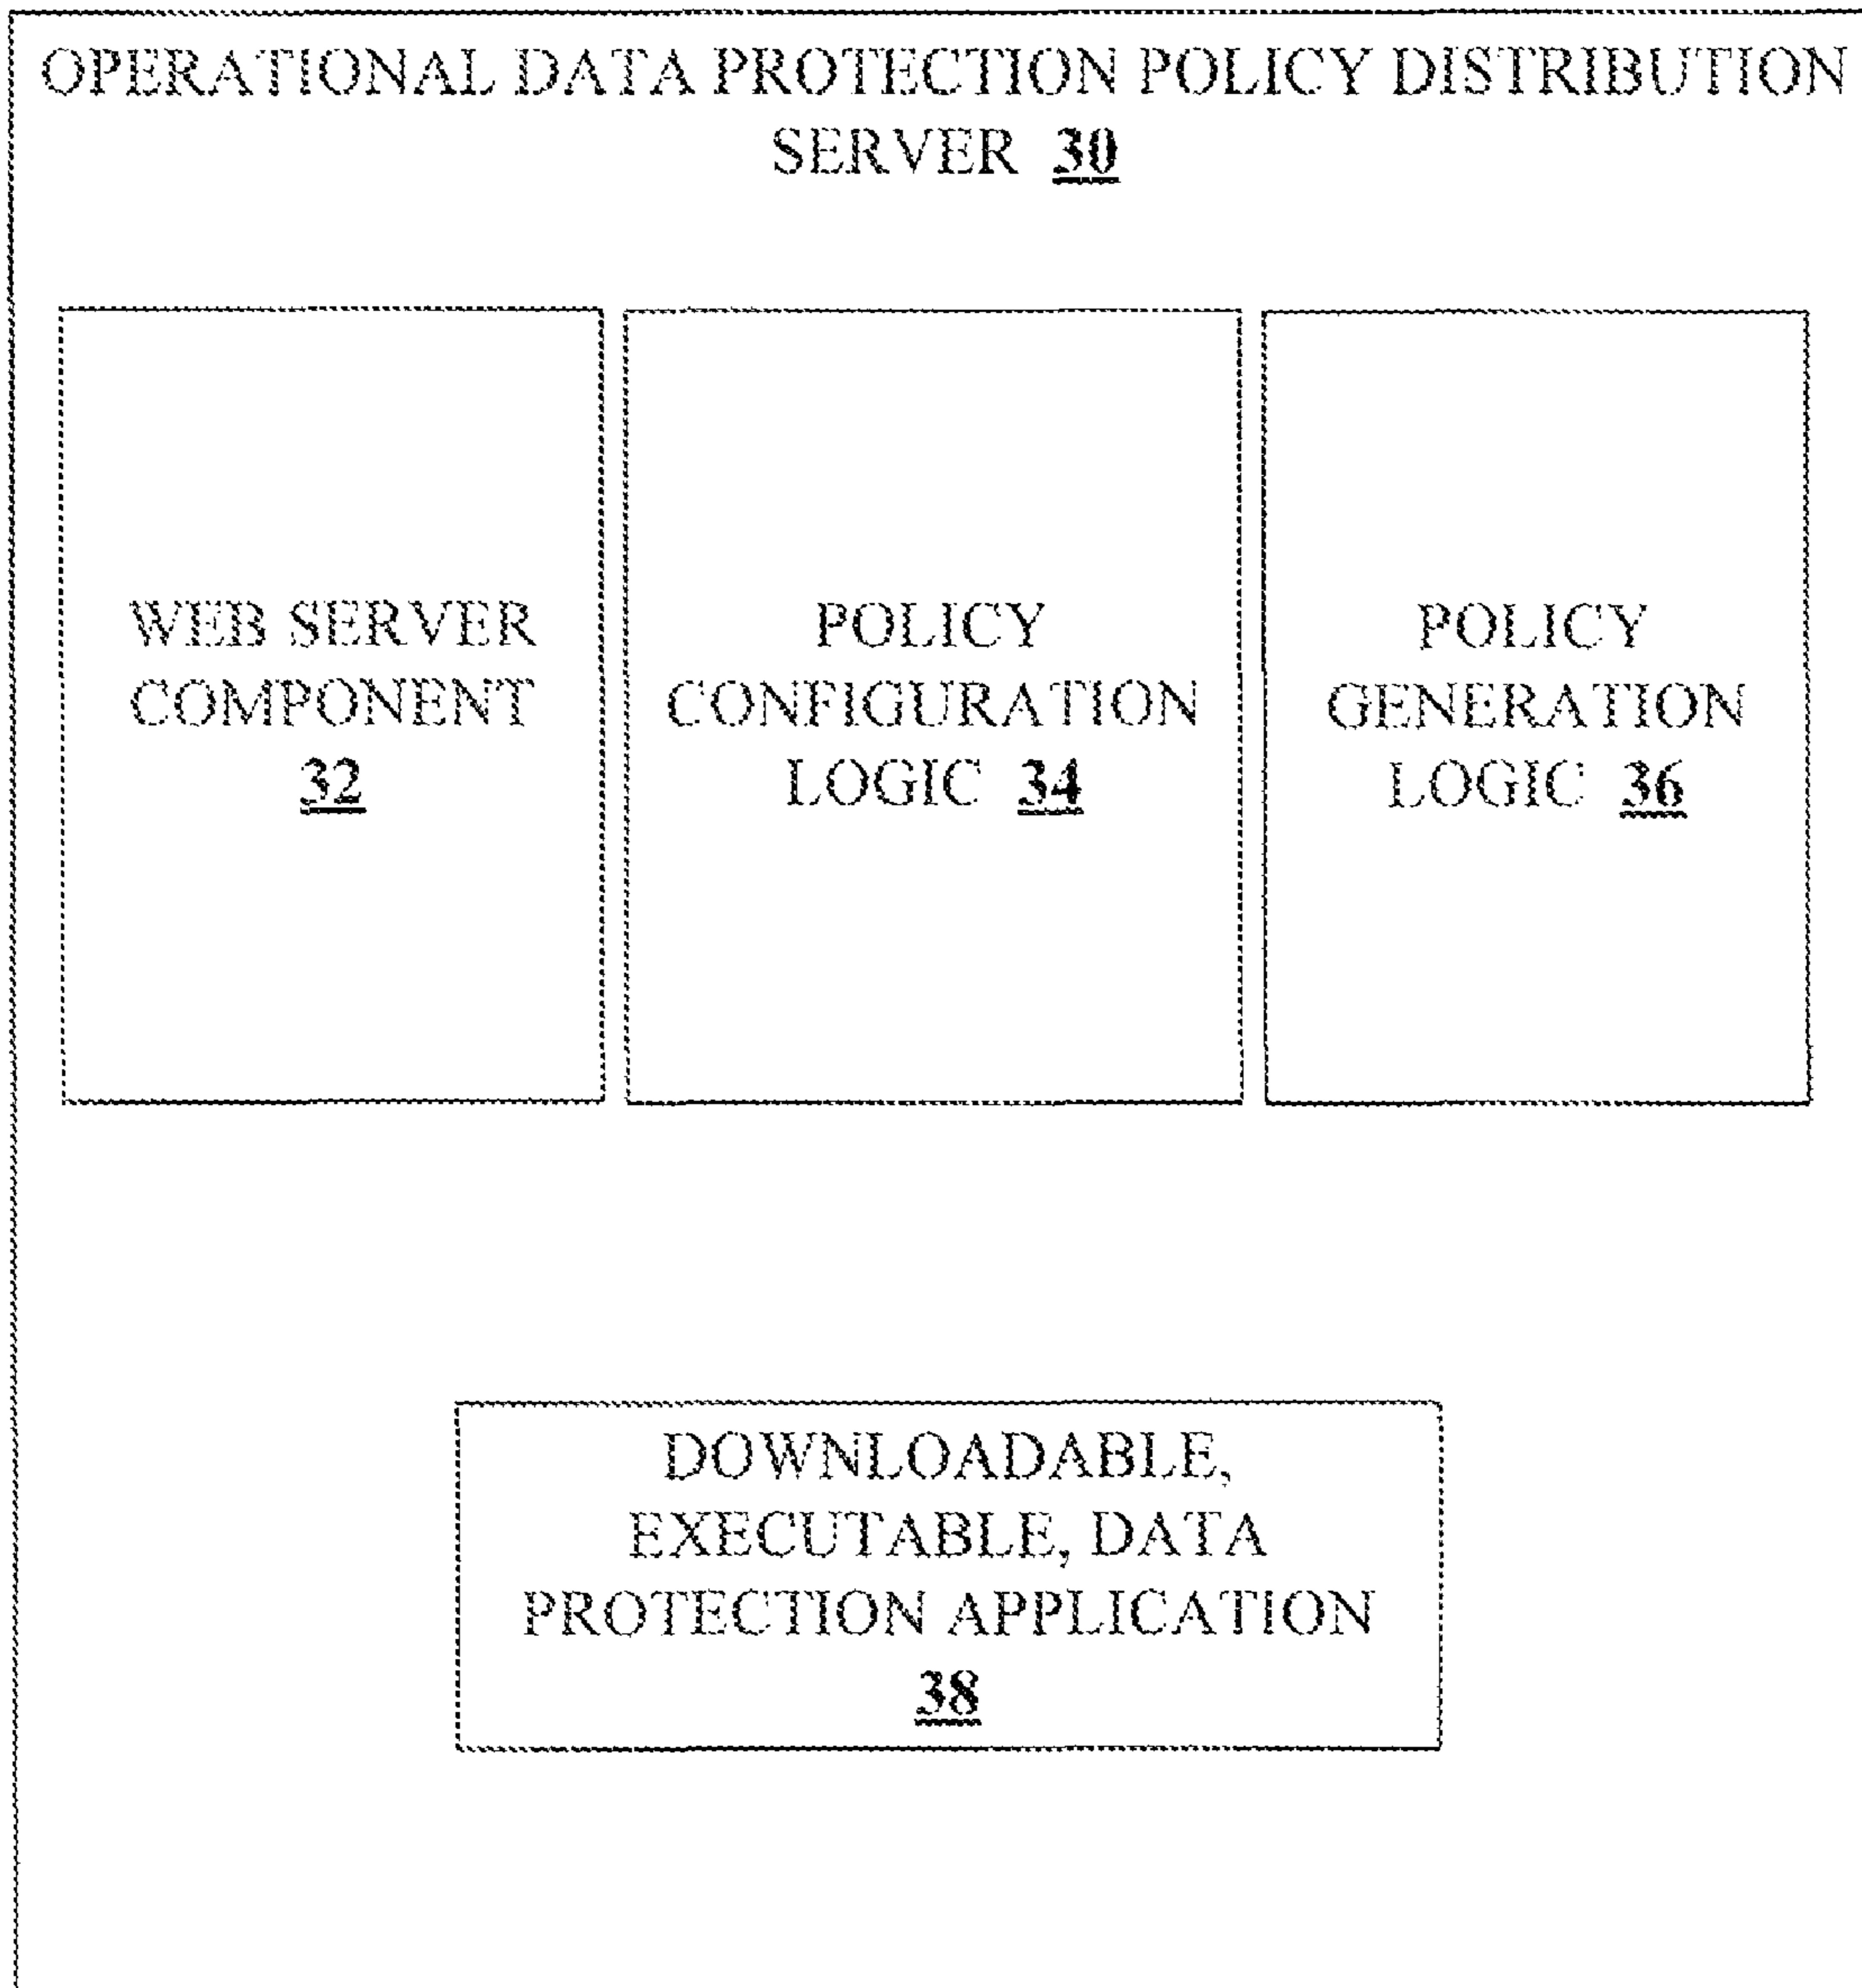 OPERATIONAL DATA PROTECTION POLICY DISTRIBUTION
SERVER 30
WEB SERVER
COMPONENT
32
POLICY
CONFIGURATION
LOGIC 34
POLICY
GENERATION
LOGIC 36
DOWNLOADABLE,
EXECUTABLE, DATA
PROTECTION APPLICATION
38